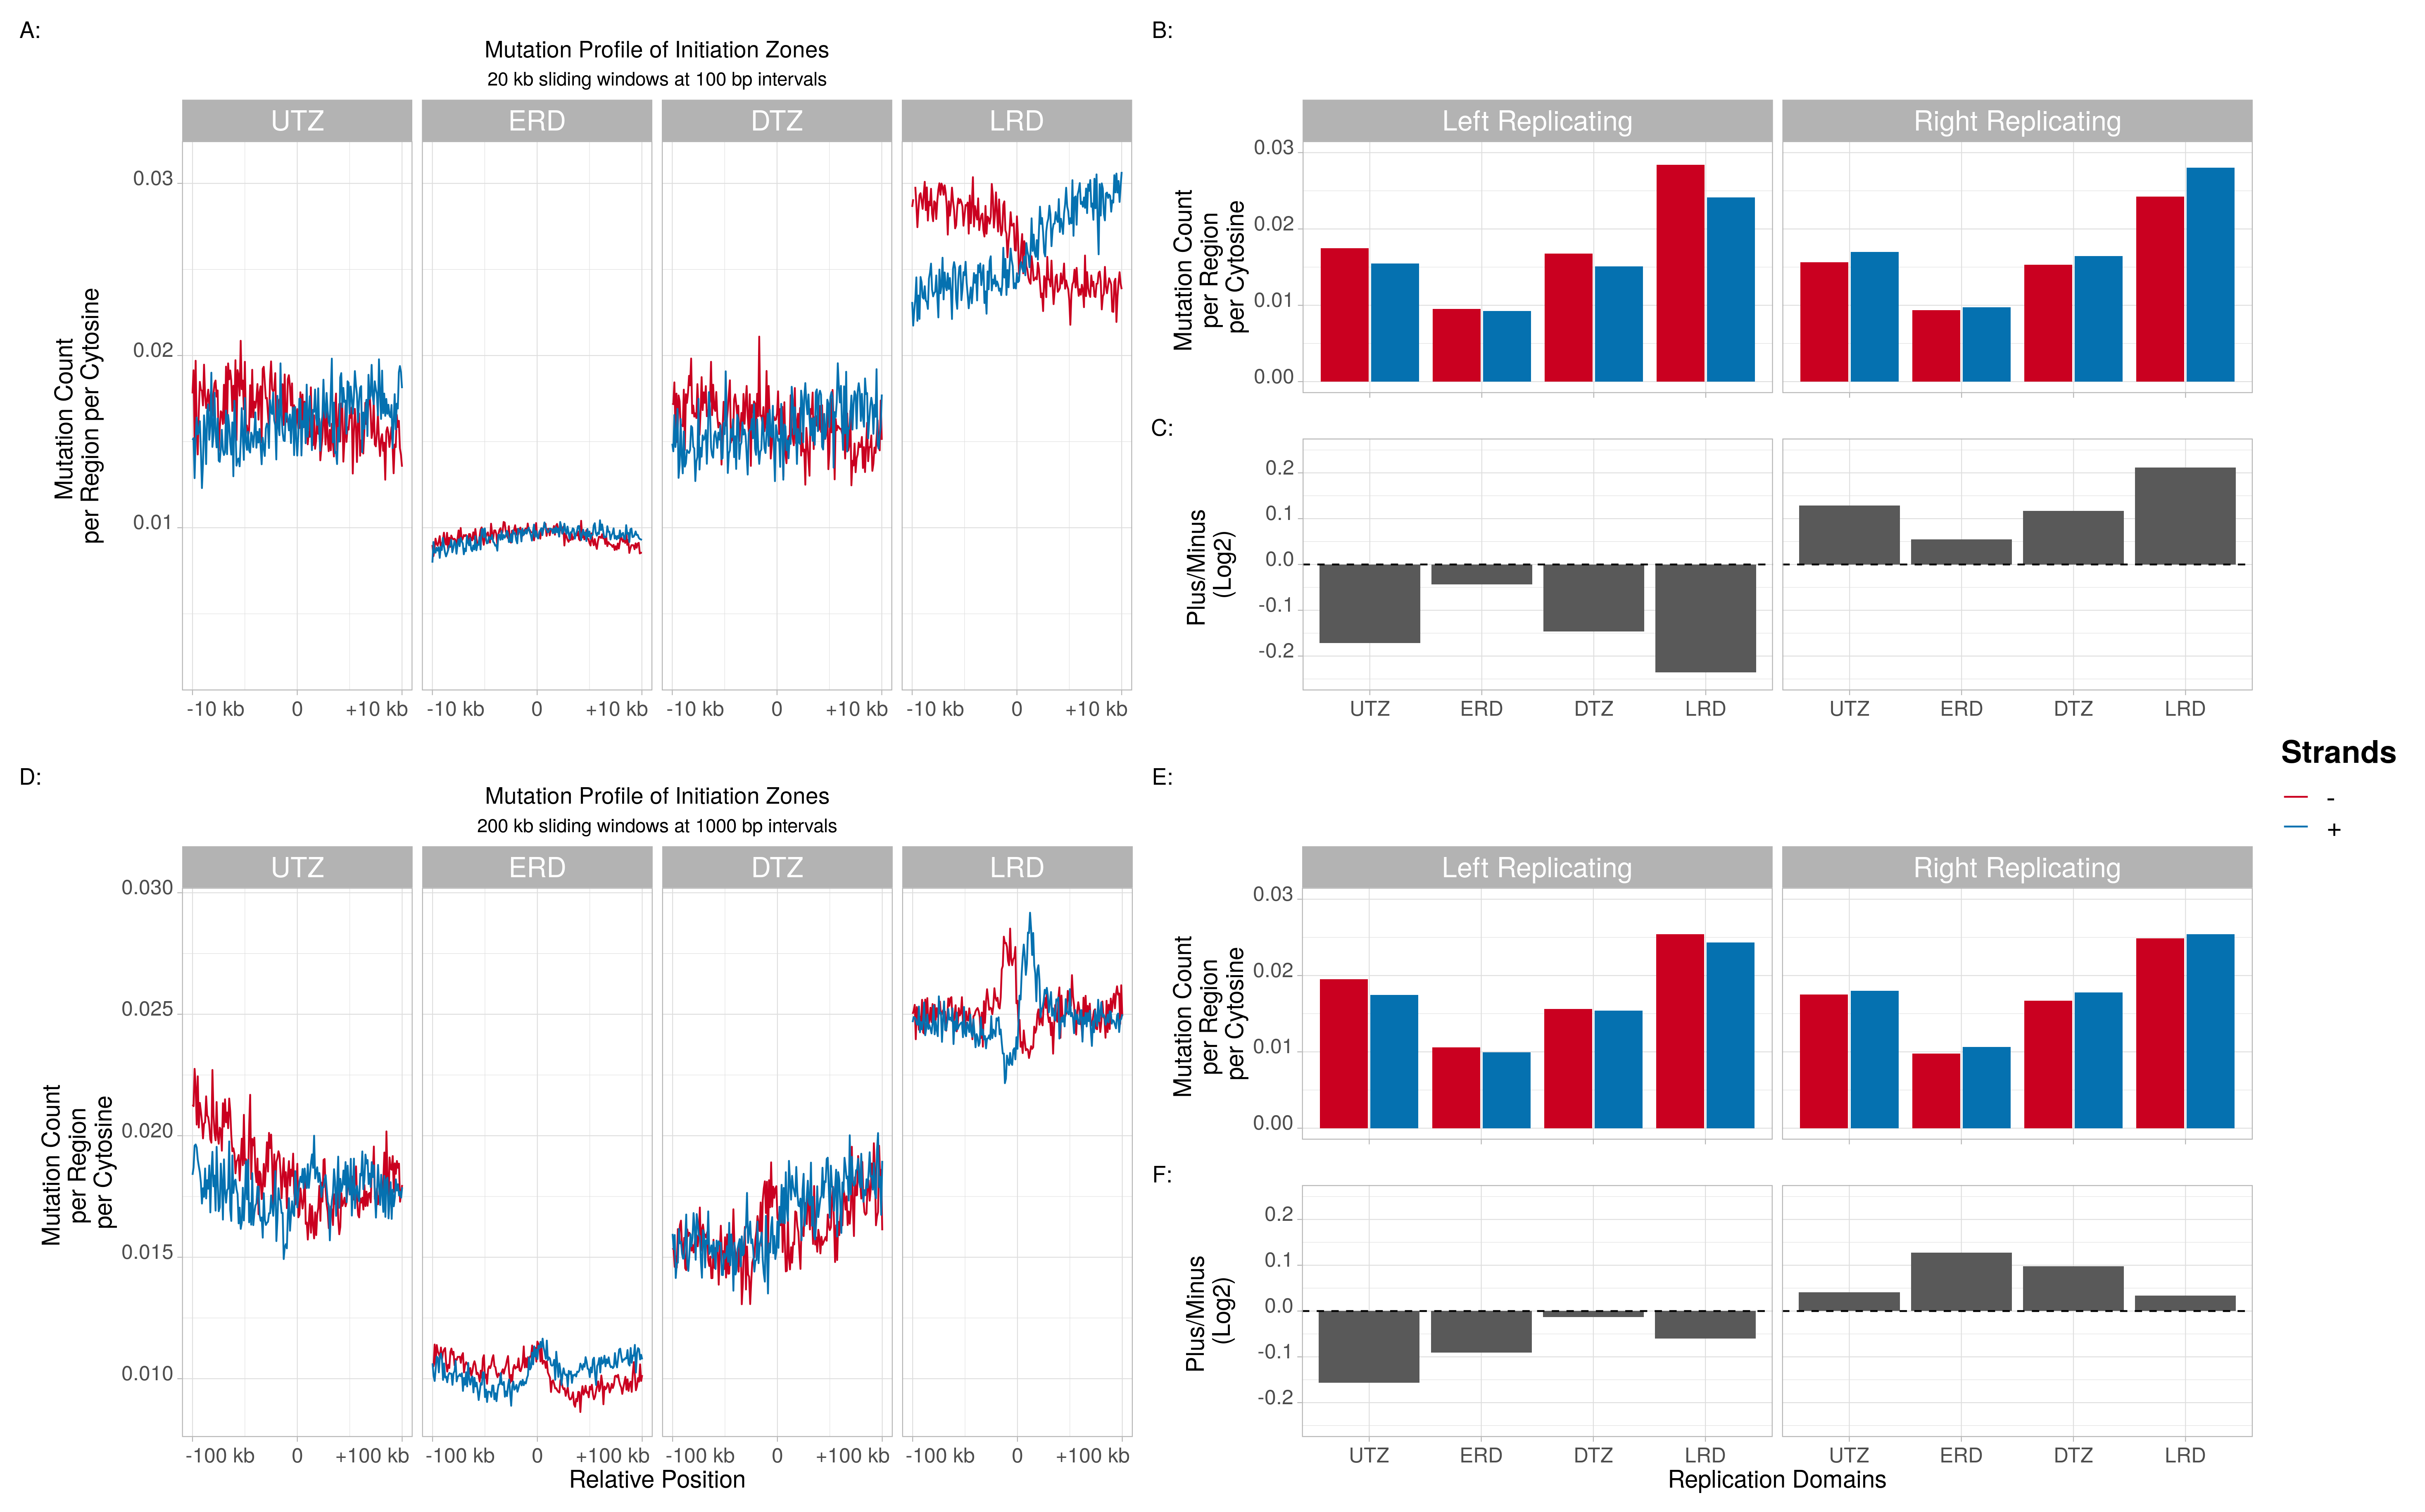 A:
Mutation Profile of Initiation Zones
20 kb sliding windows at 100 bp intervals
UTZ ERD DTZ LRD
Mutation Count
per Region per Cytosine
0.03
0.02
0.01
-10 kb 0 +10 kb -10 kb 0 +10 kb -10 kb 0 +10 kb -10 kb 0 +10 kb
B:
Left Replicating Right Replicating
Mutation Count
per Region
per Cytosine
0.03
0.02
0.01
0.00
C:
Plus/Minus
(Log2)
0.2
0.1
0.0
-0.1
-0.2
UTZ ERD DTZ LRD UTZ ERD DTZ LRD
Strands
-
+
D:
Mutation Profile of Initiation Zones
200 kb sliding windows at 1000 bp intervals
UTZ ERD DTZ LRD
Mutation Count
per Region
per Cytosine
0.030
0.025
0.020
0.015
0.010
-100 kb 0 +100 kb -100 kb 0 +100 kb -100 kb 0 +100 kb -100 kb 0 +100 kb
Relative Position
E:
Left Replicating Right Replicating
Mutation Count
per Region
per Cytosine
0.03
0.02
0.01
0.00
F:
Plus/Minus
(Log2)
0.2
0.1
0.0
-0.1
-0.2
UTZ ERD DTZ LRD UTZ ERD DTZ LRD
Replication Domains